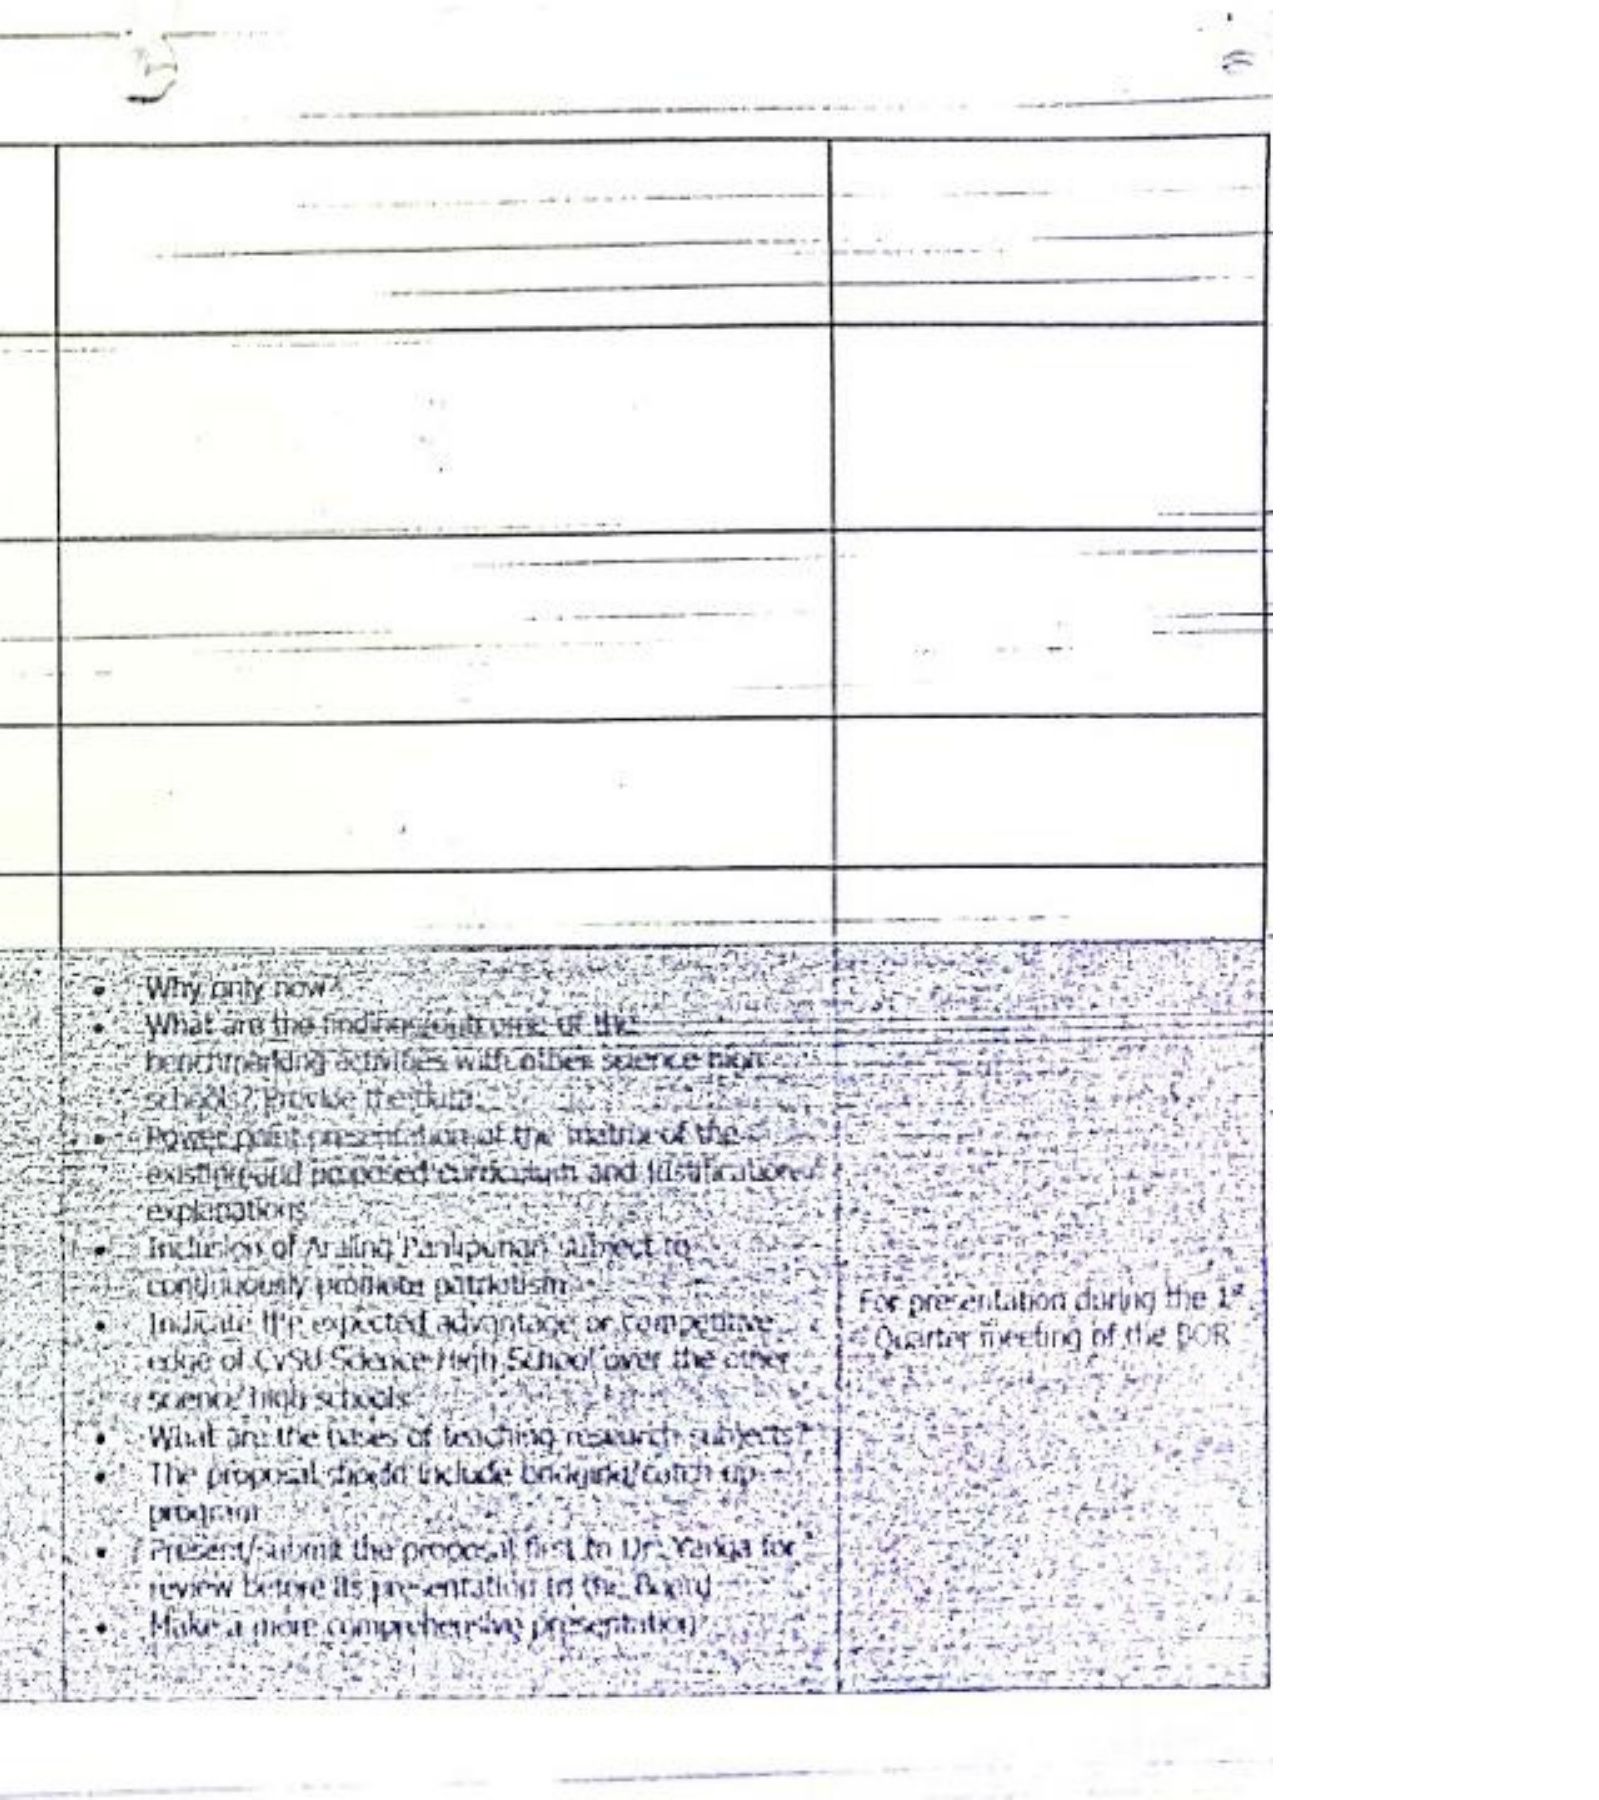 • Why only now?
• What are the findings/outcome of the
benchmarking activities with other science high
schools? Provide the data.
• Power point presentation of the matrix of the
existing and proposed curriculum and justifications/
explanations
• Inclusion of Araling Panlipunan subject to
continuously promote patriotism
• Indicate the expected advantage or competitive
edge of CvSU Science High School over the other
science high schools
• What are the bases of teaching research subjects?
• The proposal should include bridging/catch up
program
• Present/submit the proposal first to Dr. Yanga for
review before its presentation to the Board
• Make a more comprehensive presentation
For presentation during the 1st
Quarter meeting of the BOR